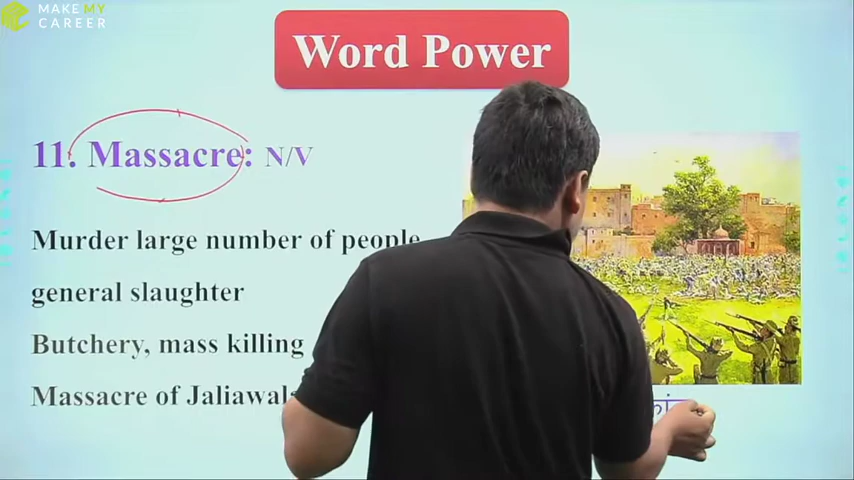 MAKE MY
CAREER
Word Power
11. Massacre: N/V
Murder large number of people
general slaughter
Butchery, mass killing
Massacre of